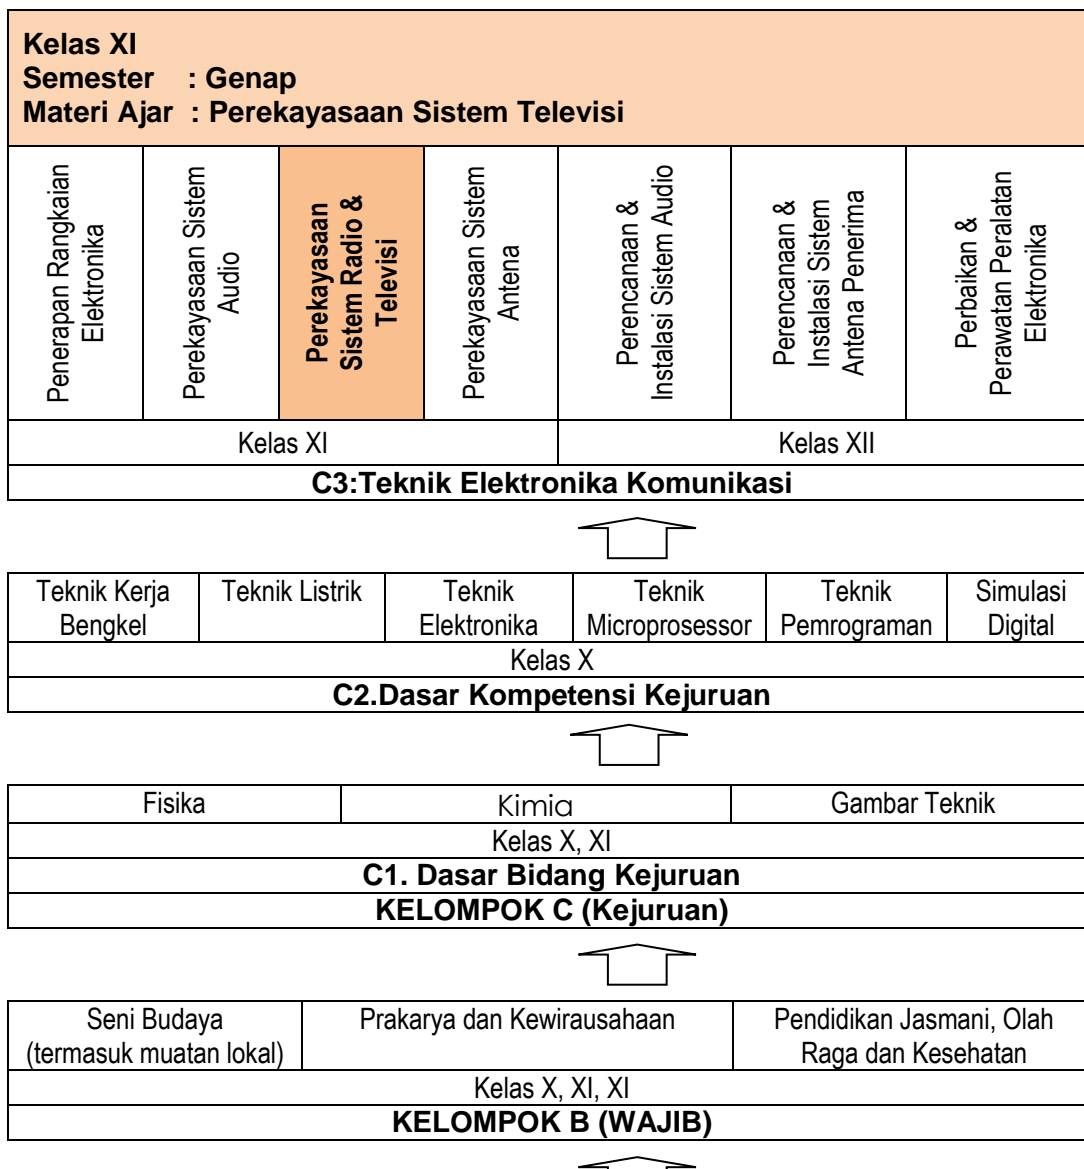 Kelas XI
Semester : Genap
Materi Ajar : Perekayasaan Sistem Televisi
Penerapan Rangkaian
Elektronika
Perekayasaan Sistem
Audio
Perekayasaan
Sistem Radio &
Televisi
Perekayasaan Sistem
Antena
Perencanaan &
Instalasi Sistem Audio
Perencanaan &
Instalasi Sistem
Antena Penerima
Perbaikan &
Perawatan Peralatan
Elektronika
Kelas XI
Kelas XII
C3:Teknik Elektronika Komunikasi
Teknik Kerja
Bengkel
Teknik Listrik
Teknik
Elektronika
Teknik
Microprosessor
Teknik
Pemrograman
Simulasi
Digital
Kelas X
C2.Dasar Kompetensi Kejuruan
Fisika
Kimia
Gambar Teknik
Kelas X, XI
C1. Dasar Bidang Kejuruan
KELOMPOK C (Kejuruan)
Seni Budaya
(termasuk muatan lokal)
Prakarya dan Kewirausahaan
Pendidikan Jasmani, Olah
Raga dan Kesehatan
Kelas X, XI, XI
KELOMPOK B (WAJIB)